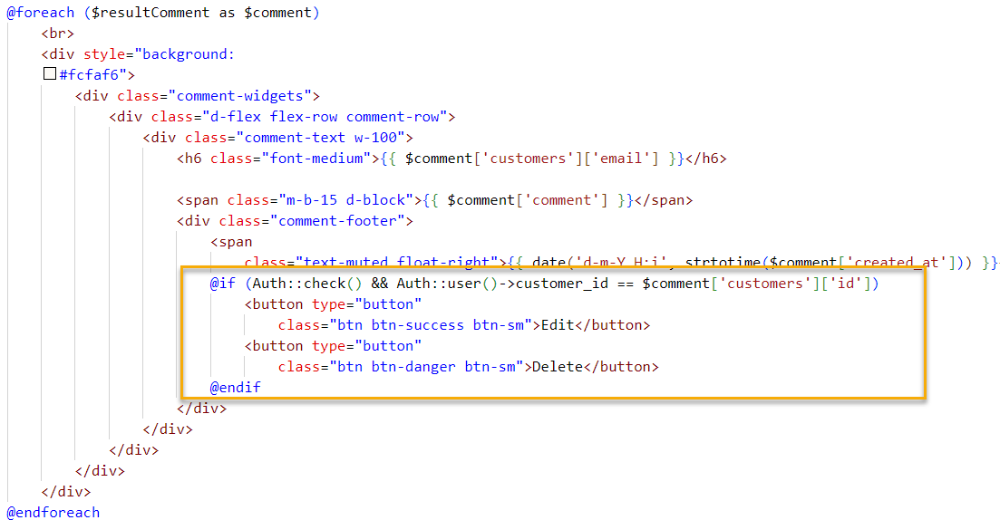 @foreach ($resultComment as $comment)
<br>
<div style="background:
#fcfaf6">
<div class="comment-widgets">
<div class="d-flex flex-row comment-row">
<div class="comment-text w-100">
<h6 class="font-medium">{{ $comment['customers']['email'] }}</h6>
<span class="m-b-15 d-block">{{ $comment['comment'] }}</span>
<div class="comment-footer">
<span
class="text-muted float-right">{{ date('d-m-Y H:i', strtotime($comment['created_at'])) }}
@if (Auth::check() && Auth::user()->customer_id == $comment['customers']['id'])
<button type="button"
class="btn btn-success btn-sm">Edit</button>
<button type="button"
class="btn btn-danger btn-sm">Delete</button>
@endif
</div>
</div>
</div>
</div>
</div>
@endforeach